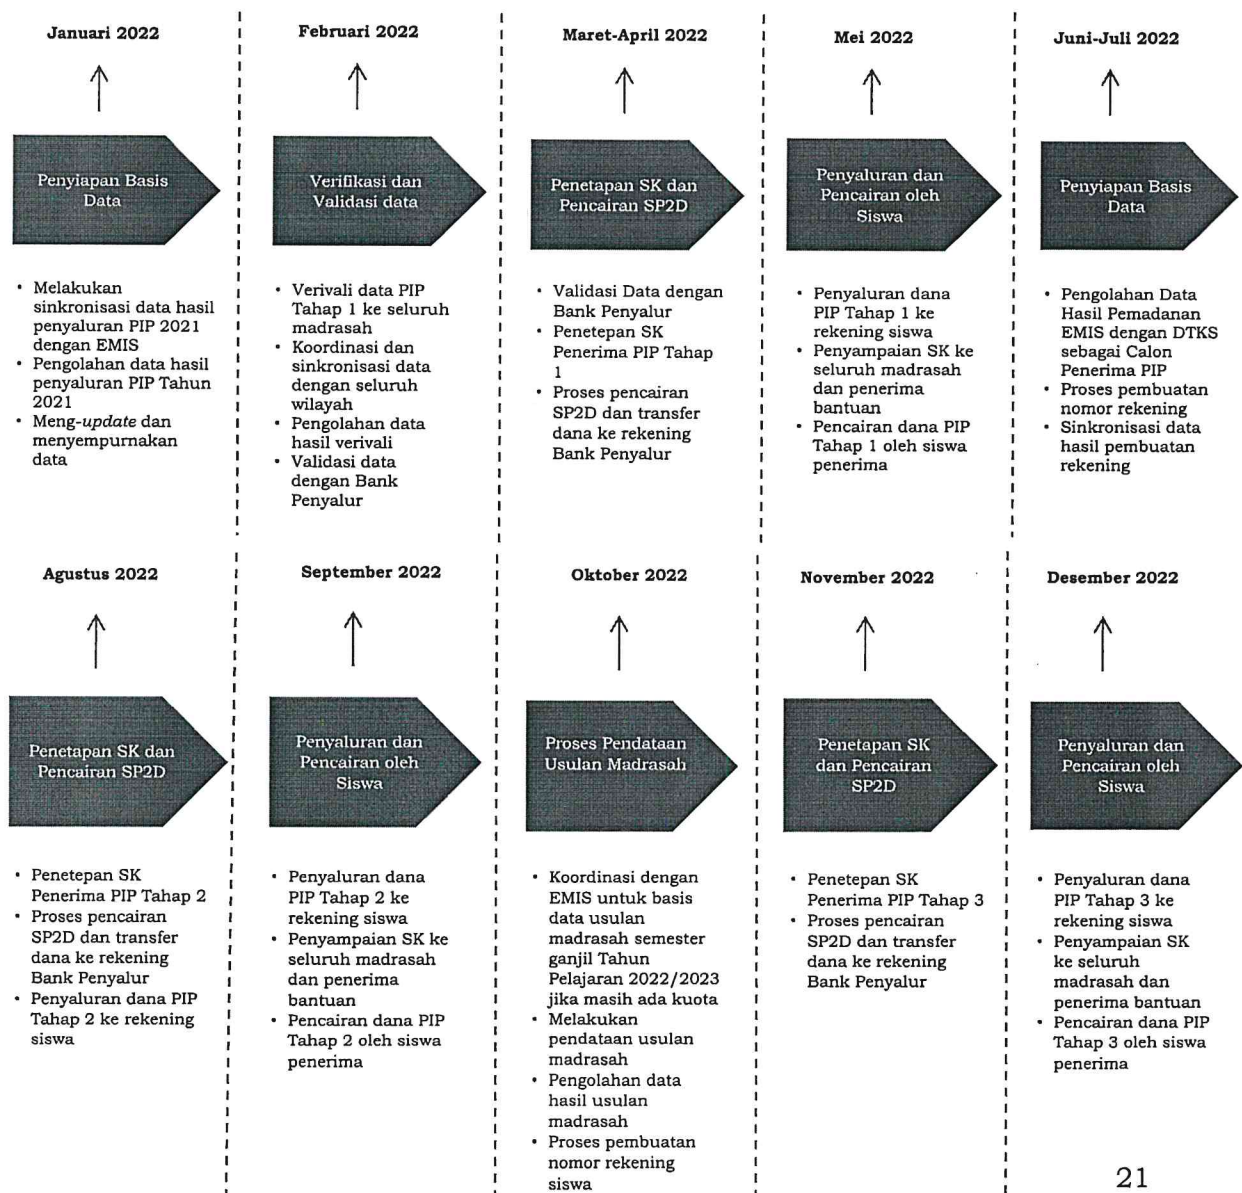 Januari 2022
Penyiapan Basis
Data
• Melakukan
sinkronisasi data hasil
penyaluran PIP 2021
dengan EMIS
• Pengolahan data hasil
penyaluran PIP Tahun
2021
• Meng-update dan
menyempurnakan
data
Februari 2022
Verifikasi dan
Validasi data
• Verivali data PIP
Tahap 1 ke seluruh
madrasah
• Koordinasi dan
sinkronisasi data
dengan seluruh
wilayah
• Pengolahan data
hasil verivali
• Validasi data
dengan Bank
Penyalur
Maret-April 2022
Penetapan SK dan
Pencairan SP2D
• Validasi Data dengan
Bank Penyalur
• Penetepan SK
Penerima PIP Tahap
1
• Proses pencairan
SP2D dan transfer
dana ke rekening
Bank Penyalur
Mei 2022
Penyaluran dan
Pencairan oleh
Siswa
• Penyaluran dana
PIP Tahap 1 ke
rekening siswa
• Penyampaian SK ke
seluruh madrasah
dan penerima
bantuan
• Pencairan dana PIP
Tahap 1 oleh siswa
penerima
Juni-Juli 2022
Penyiapan Basis
Data
• Pengolahan Data
Hasil Pemadanan
EMIS dengan DTKS
sebagai Calon
Penerima PIP
• Proses pembuatan
nomor rekening
• Sinkronisasi data
hasil pembuatan
rekening
Agustus 2022
Penetapan SK dan
Pencairan SP2D
• Penetepan SK
Penerima PIP Tahap 2
• Proses pencairan
SP2D dan transfer
dana ke rekening
Bank Penyalur
• Penyaluran dana PIP
Tahap 2 ke rekening
siswa
September 2022
Penyaluran dan
Pencairan oleh
Siswa
• Penyaluran dana
PIP Tahap 2 ke
rekening siswa
• Penyampaian SK ke
seluruh madrasah
dan penerima
bantuan
• Pencairan dana PIP
Tahap 2 oleh siswa
penerima
Oktober 2022
Proses Pendataan
Usulan Madrasah
• Koordinasi dengan
EMIS untuk basis
data usulan
madrasah semester
ganjil Tahun
Pelajaran 2022/2023
jika masih ada kuota
• Melakukan
pendataan usulan
madrasah
• Pengolahan data
hasil usulan
madrasah
• Proses pembuatan
nomor rekening
siswa
November 2022
Penetapan SK
dan Pencairan
SP2D
• Penetepan SK
Penerima PIP Tahap 3
• Proses pencairan
SP2D dan transfer
dana ke rekening
Bank Penyalur
Desember 2022
Penyaluran dan
Pencairan oleh
Siswa
• Penyaluran dana
PIP Tahap 3 ke
rekening siswa
• Penyampaian SK
ke seluruh
madrasah dan
penerima bantuan
• Pencairan dana PIP
Tahap 3 oleh siswa
penerima
21